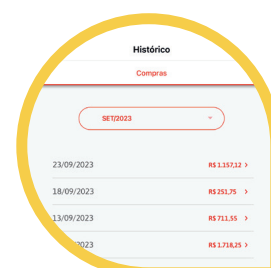 Histórico
Compras
SET/2023
23/09/2023 R$ 1.157,12 >
18/09/2023 R$ 251,75 >
13/09/2023 R$ 711,55 >
/2023 R$ 1.718,25 >